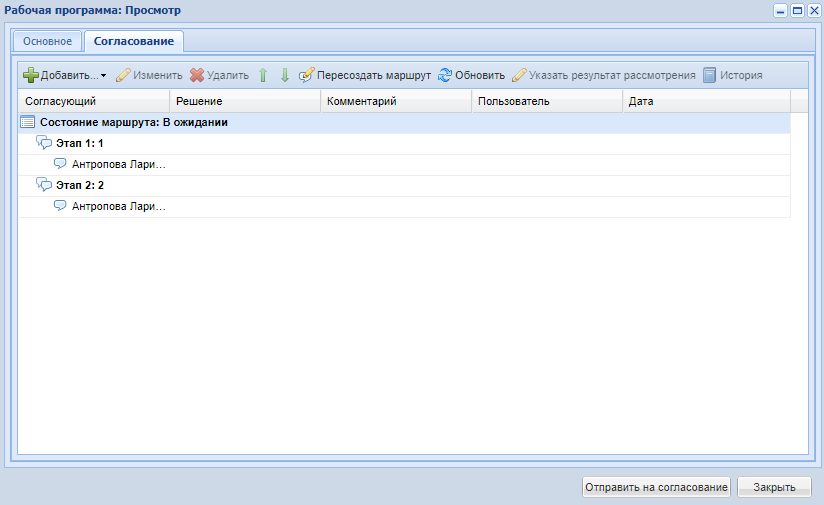 Рабочая программа: Просмотр
Основное Согласование
Добавить... Изменить Удалить Пересоздать маршрут Обновить Указать результат рассмотрения История
Согласующий Решение Комментарий Пользователь Дата
Состояние маршрута: В ожидании
Этап 1: 1
Антропова Лари...
Этап 2: 2
Антропова Лари...
Отправить на согласование Закрыть